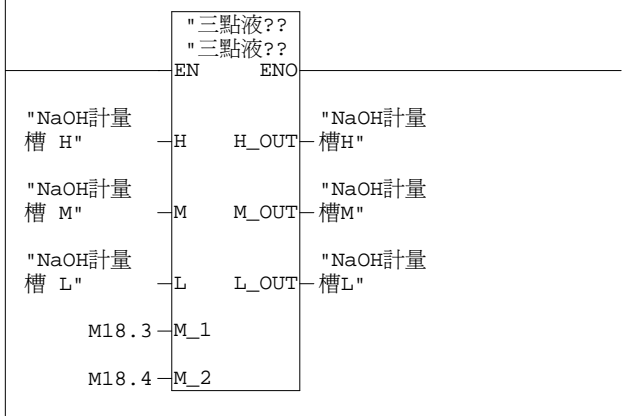 "三點液??
"三點液??
EN ENO
"NaOH計量
槽 H"
H H_OUT
"NaOH計量
槽H"
"NaOH計量
槽 M"
M M_OUT
"NaOH計量
槽M"
"NaOH計量
槽 L"
L L_OUT
"NaOH計量
槽L"
M18.3 M_1
M18.4 M_2